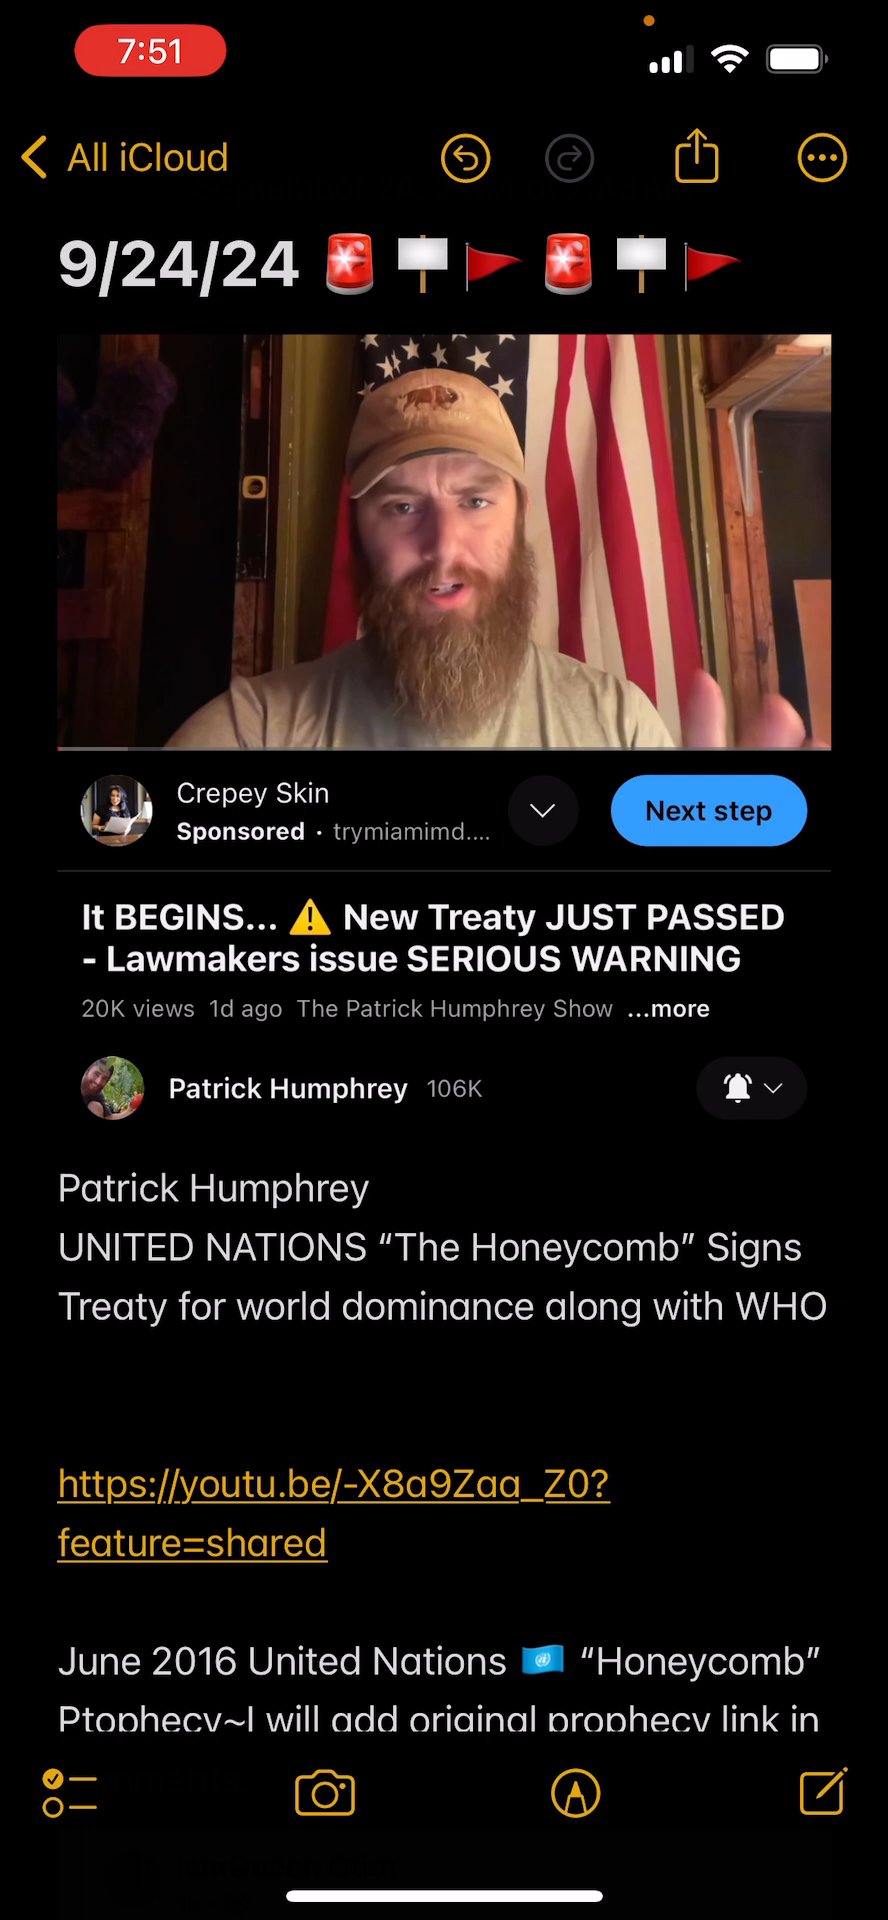 7:51
All iCloud
9/24/24 🚨🪧🚩🚨🪧🚩
Crepey Skin
Sponsored · trymiamimd....
Next step
It BEGINS... ⚠️ New Treaty JUST PASSED
- Lawmakers issue SERIOUS WARNING
20K views 1d ago The Patrick Humphrey Show ...more
Patrick Humphrey 106K
Patrick Humphrey
UNITED NATIONS “The Honeycomb” Signs
Treaty for world dominance along with WHO
https://youtu.be/-X8a9Zaa_Z0?
feature=shared
June 2016 United Nations 🇺🇳 “Honeycomb”
Ptophecy~I will add original prophecy link in